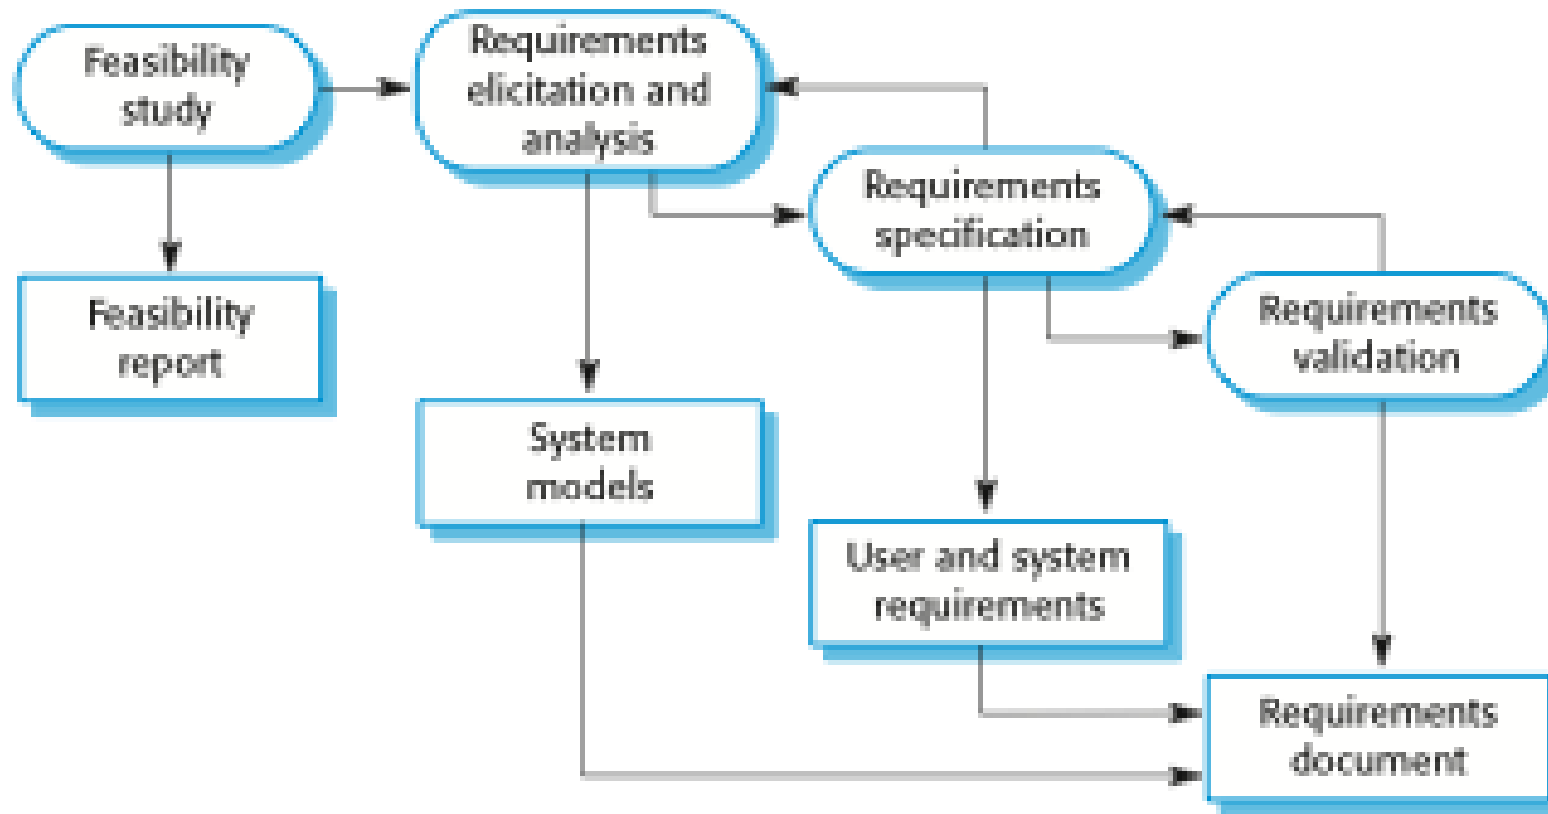 Feasibility
study
Requirements
elicitation and
analysis
Requirements
specification
Requirements
validation
Feasibility
report
System
models
User and system
requirements
Requirements
document